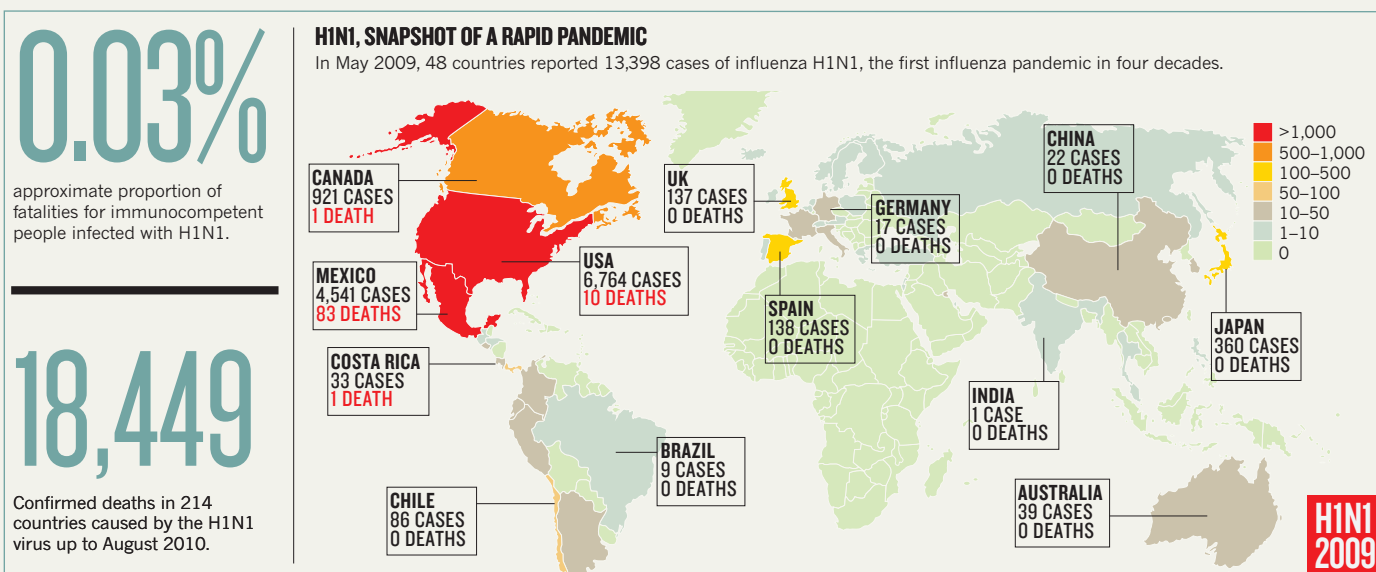 0.03%
approximate proportion of
fatalities for immunocompetent
people infected with H1N1.
18,449
Confirmed deaths in 214
countries caused by the H1N1
virus up to August 2010.
H1N1, SNAPSHOT OF A RAPID PANDEMIC
In May 2009, 48 countries reported 13,398 cases of influenza H1N1, the first influenza pandemic in four decades.
CANADA
921 CASES
1 DEATH
MEXICO
4,541 CASES
83 DEATHS
USA
6,764 CASES
10 DEATHS
COSTA RICA
33 CASES
1 DEATH
BRAZIL
9 CASES
0 DEATHS
CHILE
86 CASES
0 DEATHS
UK
137 CASES
0 DEATHS
GERMANY
17 CASES
0 DEATHS
SPAIN
138 CASES
0 DEATHS
CHINA
22 CASES
0 DEATHS
INDIA
1 CASE
0 DEATHS
JAPAN
360 CASES
0 DEATHS
AUSTRALIA
39 CASES
0 DEATHS
>1,000
500–1,000
100–500
50–100
10–50
1–10
0
H1N1
2009